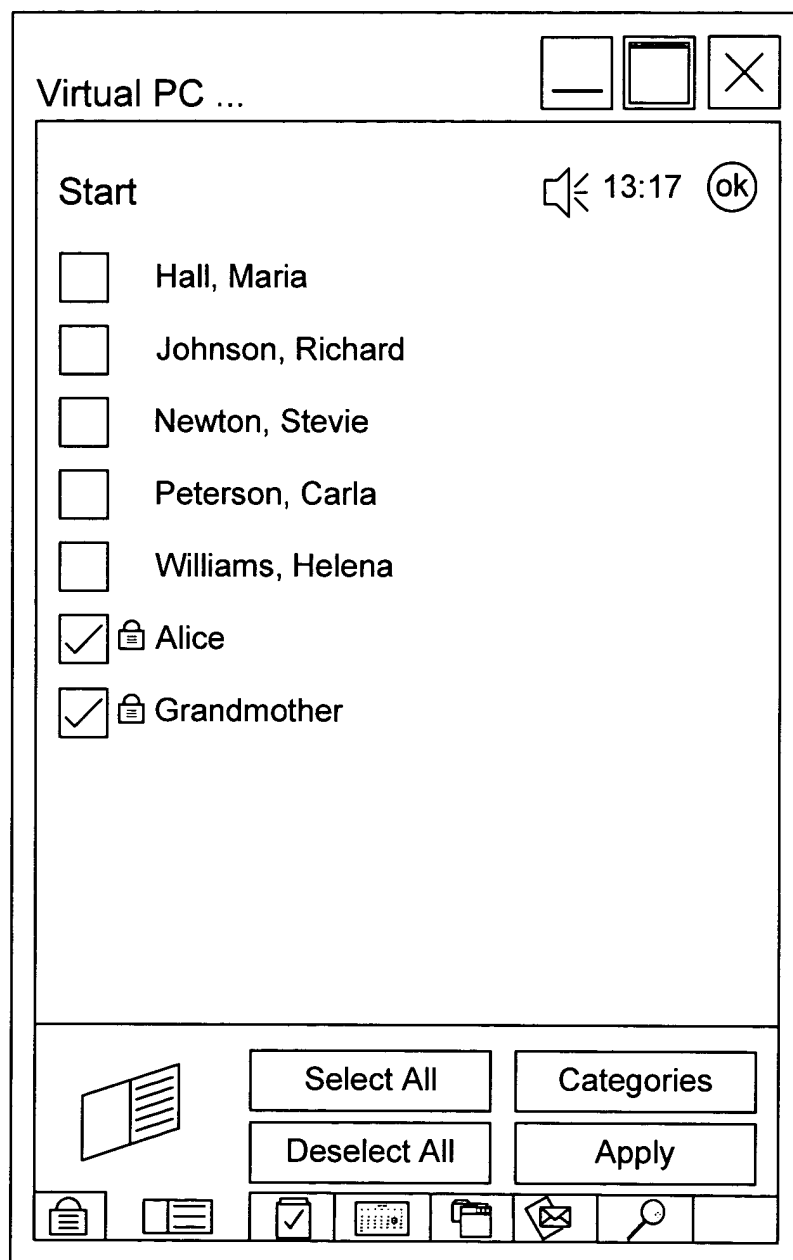 Virtual PC ...
Start 13:17 ok
Hall, Maria
Johnson, Richard
Newton, Stevie
Peterson, Carla
Williams, Helena
Alice
Grandmother
Select All Categories
Deselect All Apply